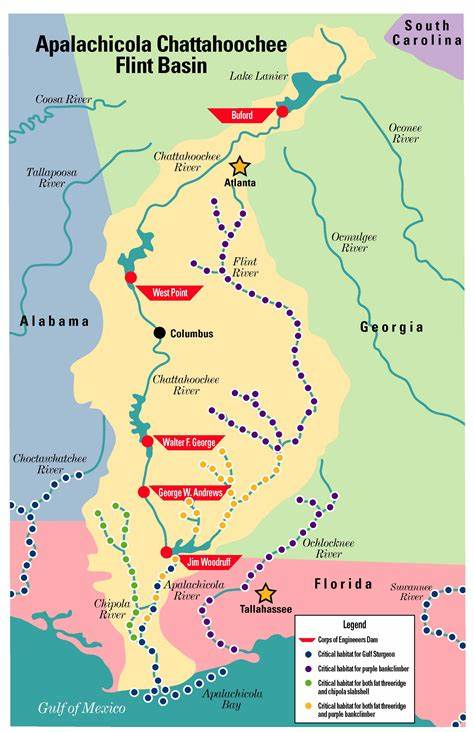 Apalachicola Chattahoochee
Flint Basin
South
Carolina
Lake Lanier
Coosa River
Buford
Oconee
River
Chattahoochee
River
Tallapoosa
River
Atlanta
Ocmulgee
River
Flint
River
West Point
Alabama
Columbus
Georgia
Chattahoochee
River
Walter F. George
Choctawhatchee
River
George W. Andrews
Ochlocknee
River
Jim Woodruff
Apalachicola
River
Florida
Suwannee
River
Chipola
River
Tallahassee
Legend
Corps of Engineeers Dam
Critical habitat for Gulf Sturgeon
Critical habitat for purple bankclimber
Critical habitat for both fat threeridge
and chipola slabshell
Critical habitat for both fat threeridge
and purple bankclimber
Apalachicola
Bay
Gulf of Mexico